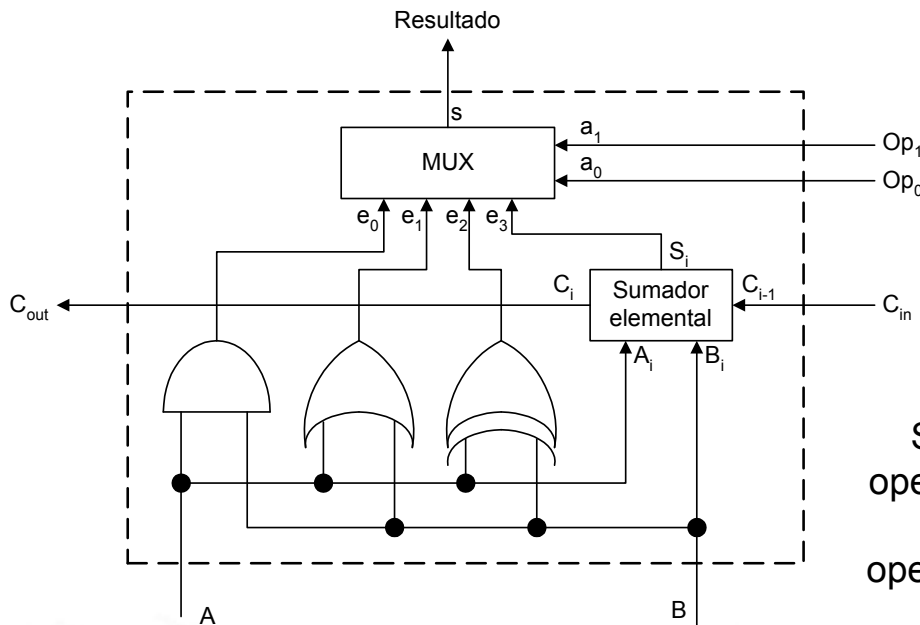 Resultado
s
a₁
Op₁
MUX
a₀
Op₀
e₀ e₁ e₂ e₃
Sᵢ
Cₒᵤₜ
Cᵢ
Sumador
elemental
Cᵢ₋₁
Cᵢₙ
Aᵢ
Bᵢ
A
B